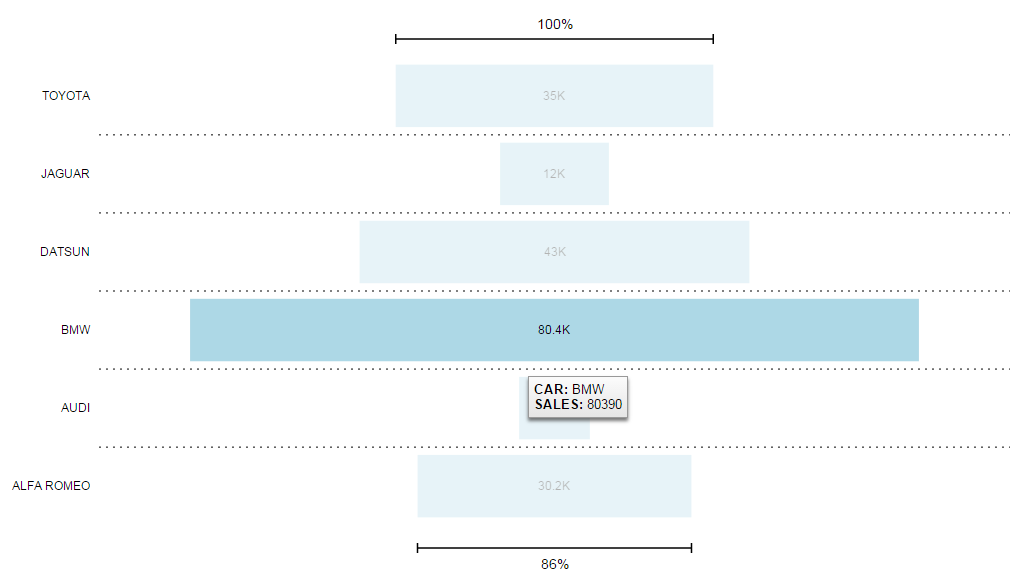 100%
TOYOTA 35K
JAGUAR 12K
DATSUN 43K
BMW 80.4K
CAR: BMW
SALES: 80390
AUDI
ALFA ROMEO 30.2K
86%